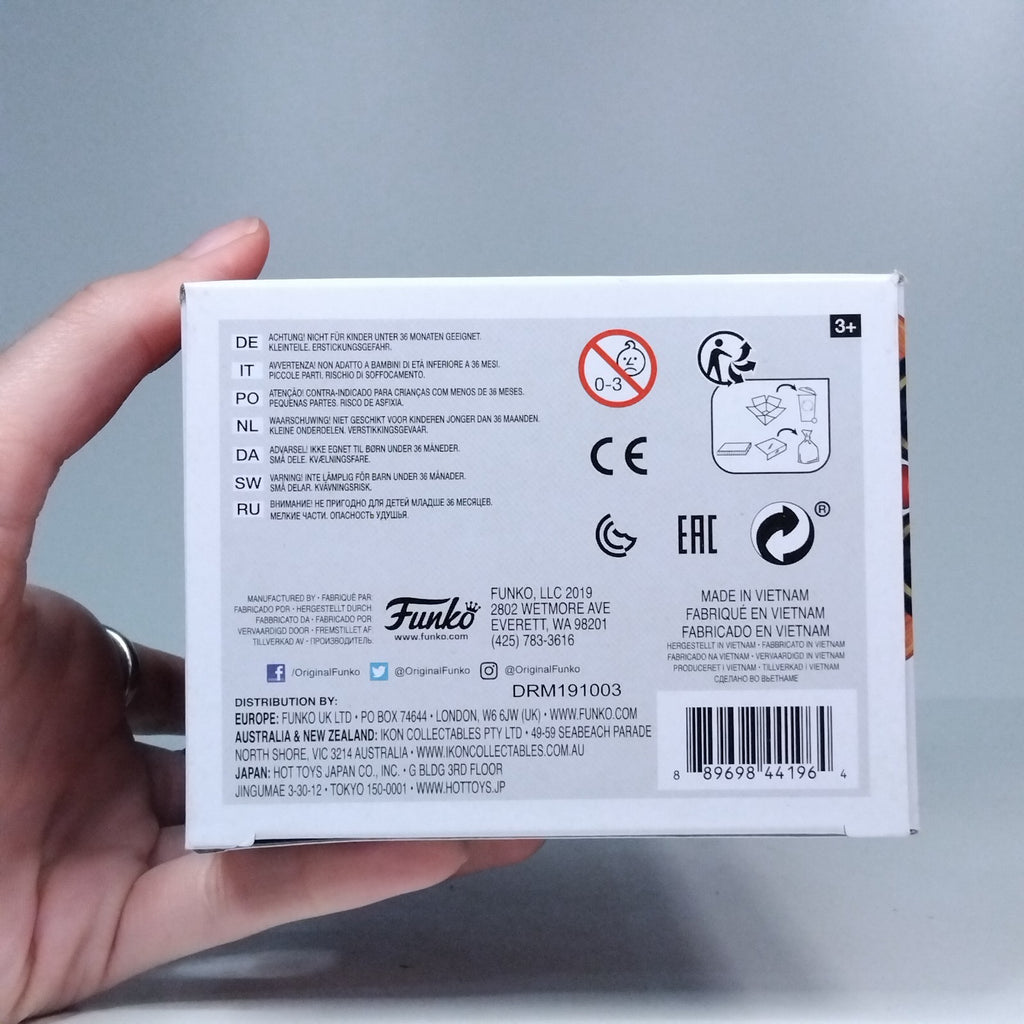 3+
DE ACHTUNG! NICHT FÜR KINDER UNTER 36 MONATEN GEEIGNET.
KLEINTEILE. ERSTICKUNGSGEFAHR.
IT AVVERTENZA! NON ADATTO A BAMBINI DI ETÀ INFERIORE A 36 MESI.
PICCOLE PARTI. RISCHIO DI SOFFOCAMENTO.
PO ATENÇÃO! CONTRA-INDICADO PARA CRIANÇAS COM MENOS DE 36 MESES.
PEQUENAS PARTES. RISCO DE ASFIXIA.
NL WAARSCHUWING! NIET GESCHIKT VOOR KINDEREN JONGER DAN 36 MAANDEN.
KLEINE ONDERDELEN. VERSTIKKINGSGEVAAR.
DA ADVARSEL! IKKE EGNET TIL BØRN UNDER 36 MÅNEDER.
SMÅ DELE. KVÆLNINGSFARE.
SW VARNING! INTE LÄMPLIG FÖR BARN UNDER 36 MÅNADER.
SMÅ DELAR. KVÄVNINGSRISK.
RU ВНИМАНИЕ! НЕ ПРИГОДНО ДЛЯ ДЕТЕЙ МЛАДШЕ 36 МЕСЯЦЕВ.
МЕЛКИЕ ЧАСТИ. ОПАСНОСТЬ УДУШЬЯ.
0-3
CE
EAC
®
MANUFACTURED BY • FABRIQUÉ PAR
FABRICADO POR • HERGESTELLT DURCH
FABBRICATO DA • FABRICADO POR
VERVAARDIGD DOOR • FREMSTILLET AF
TILLVERKAD AV • ПРОИЗВОДИТЕЛЬ
Funko
www.funko.com
FUNKO, LLC 2019
2802 WETMORE AVE
EVERETT, WA 98201
(425) 783-3616
/OriginalFunko @OriginalFunko @OriginalFunko
DRM191003
MADE IN VIETNAM
FABRIQUÉ EN VIETNAM
FABRICADO EN VIETNAM
HERGESTELLT IN VIETNAM • FABBRICATO IN VIETNAM
FABRICADO NA VIETNAM • VERVAARDIGD IN VIETNAM
PRODUCERET I VIETNAM • TILLVERKAD I VIETNAM
СДЕЛАНО ВО ВЬЕТНАМЕ
DISTRIBUTION BY:
EUROPE: FUNKO UK LTD • PO BOX 74644 • LONDON, W6 6JW (UK) • WWW.FUNKO.COM
AUSTRALIA & NEW ZEALAND: IKON COLLECTABLES PTY LTD • 49-59 SEABEACH PARADE
NORTH SHORE, VIC 3214 AUSTRALIA • WWW.IKONCOLLECTABLES.COM.AU
JAPAN: HOT TOYS JAPAN CO., INC. • G BLDG 3RD FLOOR
JINGUMAE 3-30-12 • TOKYO 150-0001 • WWW.HOTTOYS.JP
8 89698 44196 4